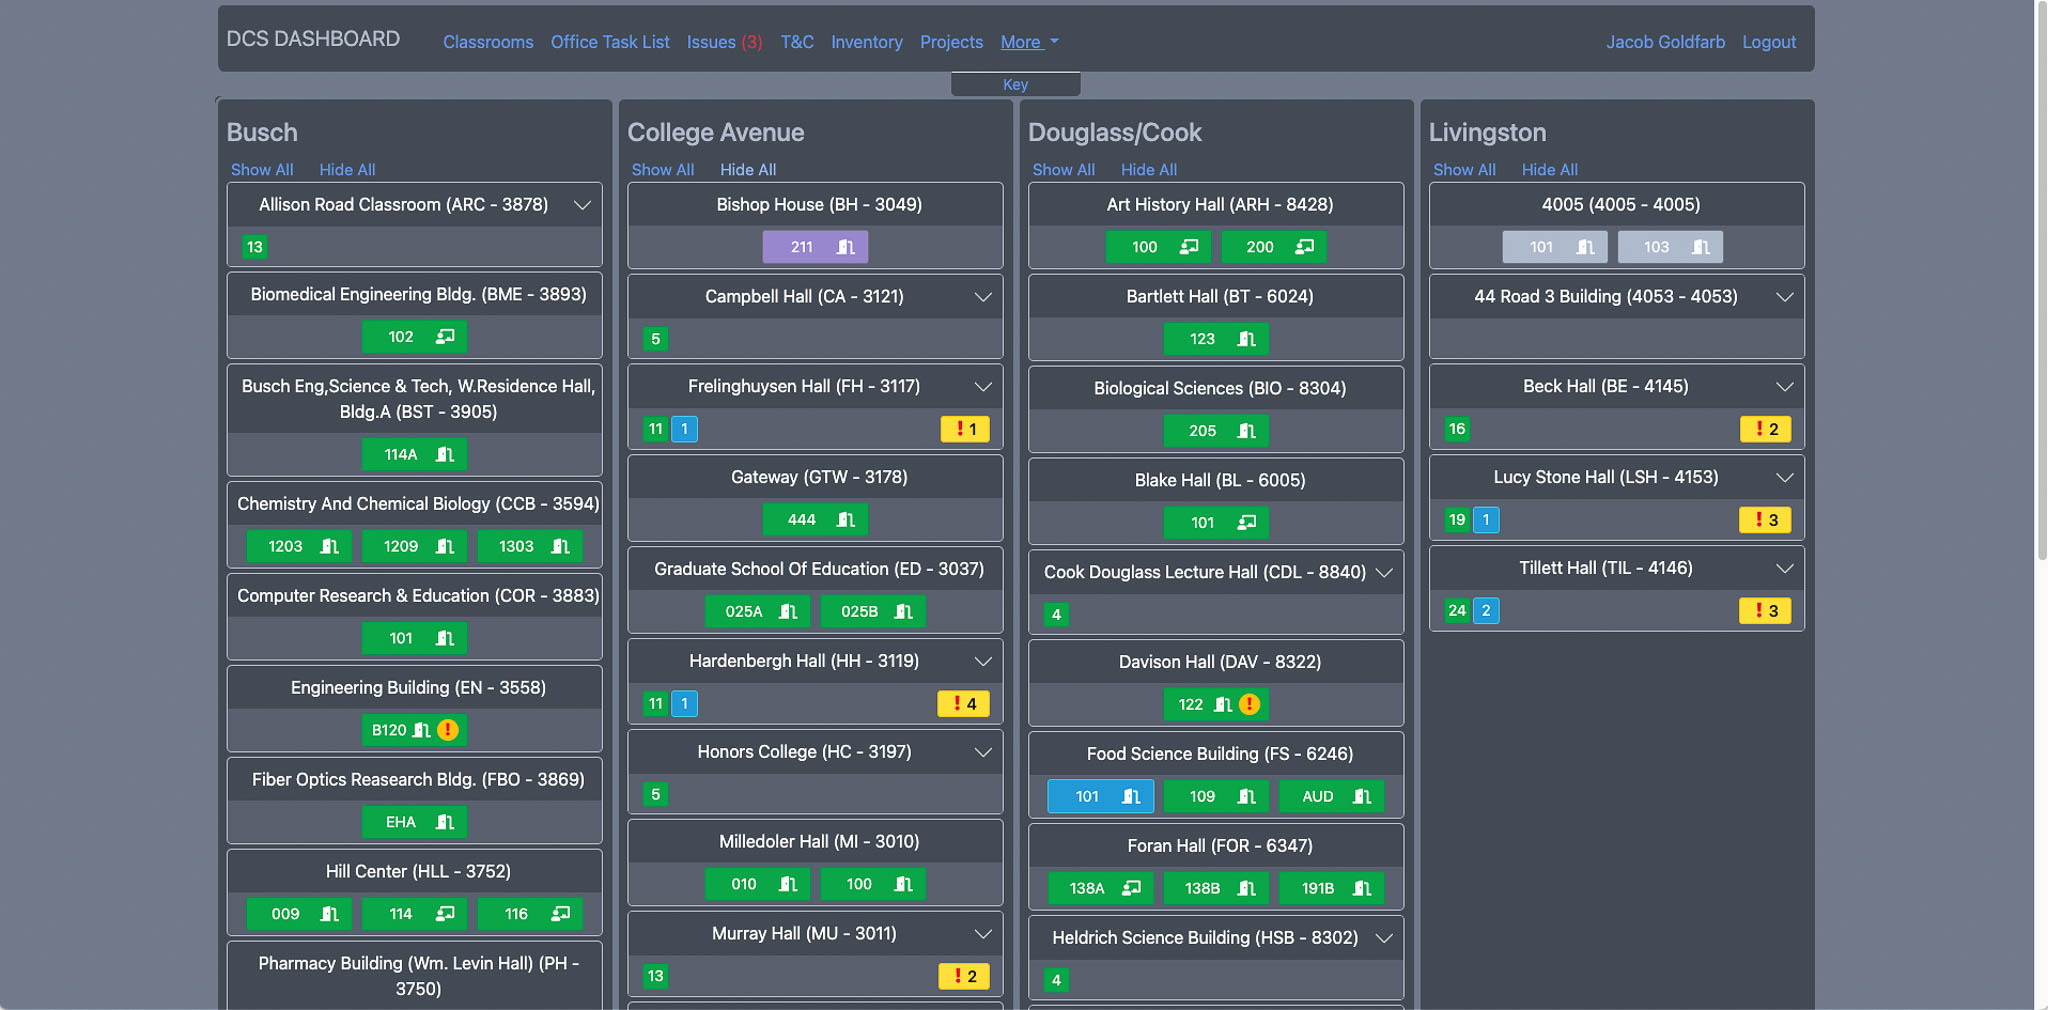 DCS DASHBOARD
Classrooms
Office Task List
Issues (3)
T&C
Inventory
Projects
More
Jacob Goldfarb
Logout
Key
Busch
Show All
Hide All
Allison Road Classroom (ARC - 3878)
13
Biomedical Engineering Bldg. (BME - 3893)
102
Busch Eng,Science & Tech, W.Residence Hall,
Bldg.A (BST - 3905)
114A
Chemistry And Chemical Biology (CCB - 3594)
1203
1209
1303
Computer Research & Education (COR - 3883)
101
Engineering Building (EN - 3558)
B120 !
Fiber Optics Reasearch Bldg. (FBO - 3869)
EHA
Hill Center (HLL - 3752)
009
114
116
Pharmacy Building (Wm. Levin Hall) (PH -
3750)
College Avenue
Show All
Hide All
Bishop House (BH - 3049)
211
Campbell Hall (CA - 3121)
5
Frelinghuysen Hall (FH - 3117)
11
1
! 1
Gateway (GTW - 3178)
444
Graduate School Of Education (ED - 3037)
025A
025B
Hardenbergh Hall (HH - 3119)
11
1
! 4
Honors College (HC - 3197)
5
Milledoler Hall (MI - 3010)
010
100
Murray Hall (MU - 3011)
13
! 2
Douglass/Cook
Show All
Hide All
Art History Hall (ARH - 8428)
100
200
Bartlett Hall (BT - 6024)
123
Biological Sciences (BIO - 8304)
205
Blake Hall (BL - 6005)
101
Cook Douglass Lecture Hall (CDL - 8840)
4
Davison Hall (DAV - 8322)
122 !
Food Science Building (FS - 6246)
101
109
AUD
Foran Hall (FOR - 6347)
138A
138B
191B
Heldrich Science Building (HSB - 8302)
4
Livingston
Show All
Hide All
4005 (4005 - 4005)
101
103
44 Road 3 Building (4053 - 4053)
Beck Hall (BE - 4145)
16
! 2
Lucy Stone Hall (LSH - 4153)
19
1
! 3
Tillett Hall (TIL - 4146)
24
2
! 3